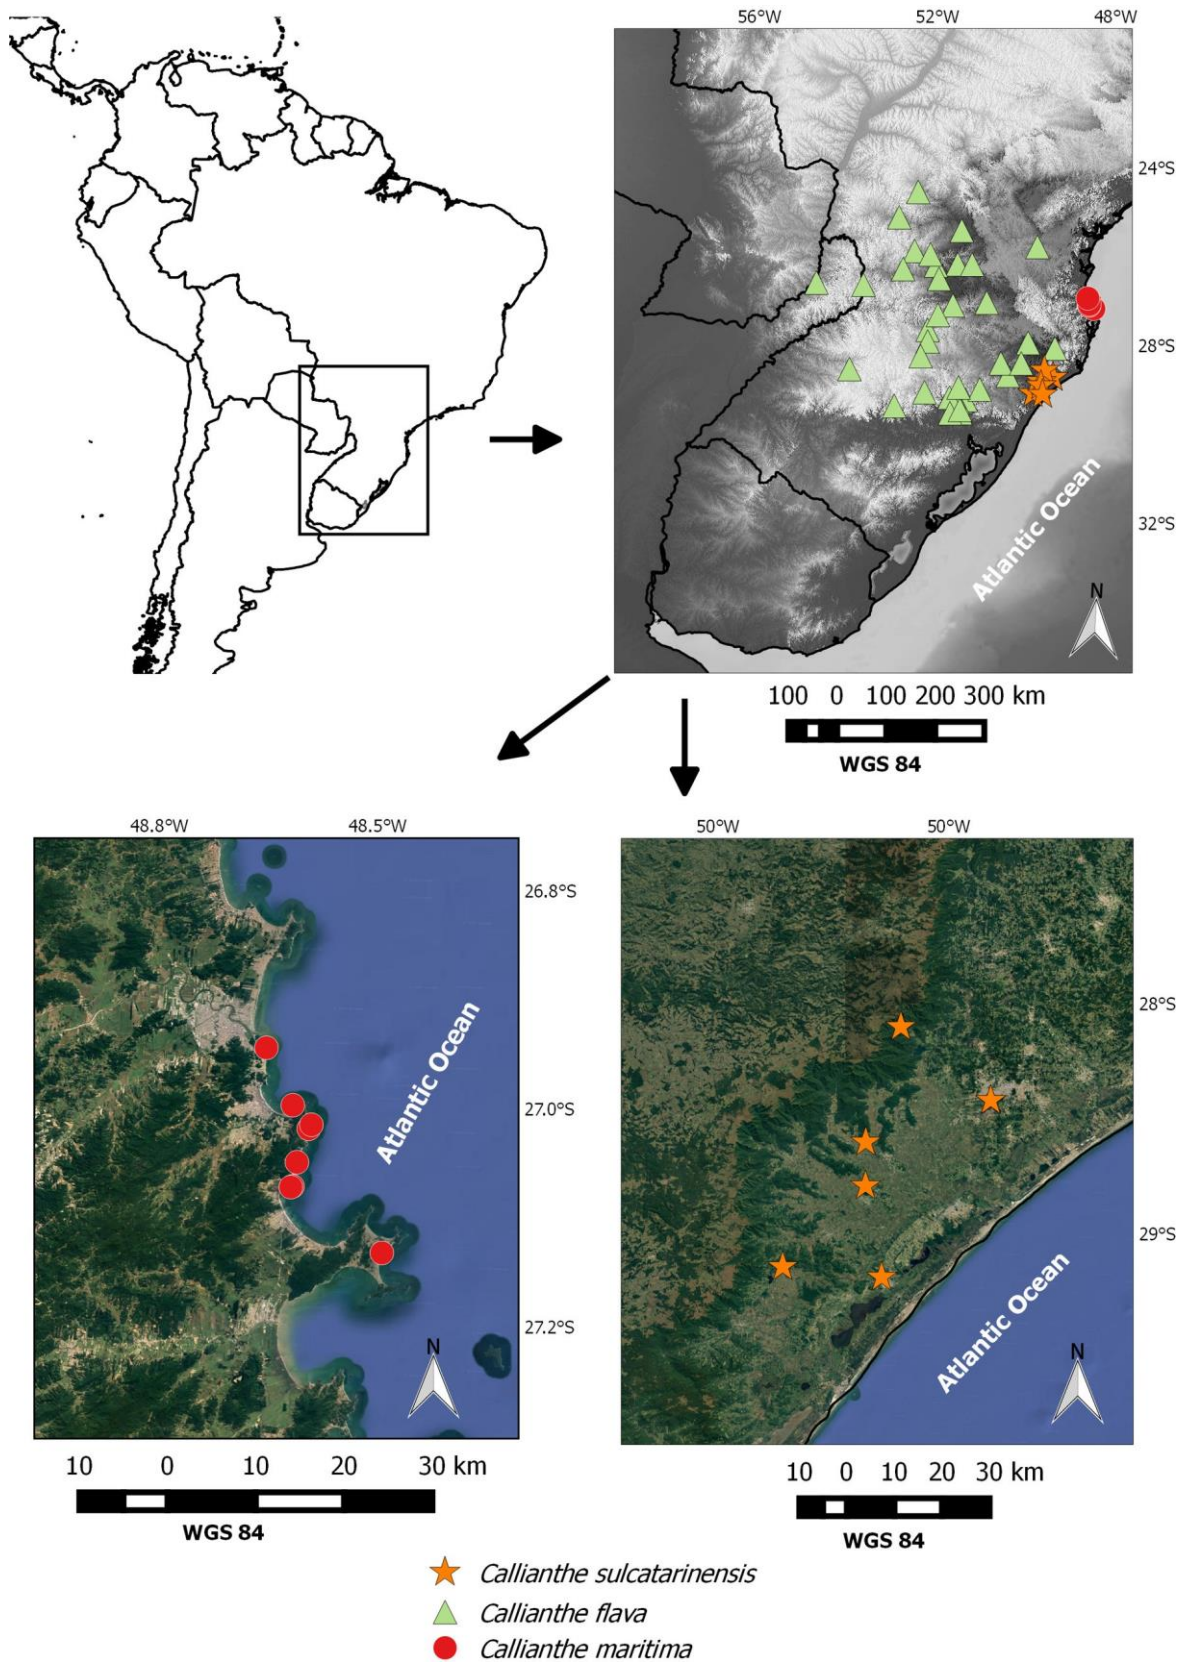 56°W 52°W 48°W
24°S
28°S
32°S
Atlantic Ocean
N
100 0 100 200 300 km
WGS 84
48.8°W 48.5°W
26.8°S
27.0°S
27.2°S
Atlantic Ocean
N
10 0 10 20 30 km
WGS 84
50°W 50°W
28°S
29°S
Atlantic Ocean
N
10 0 10 20 30 km
WGS 84
Callianthe sulcatarinensis
Callianthe flava
Callianthe maritima